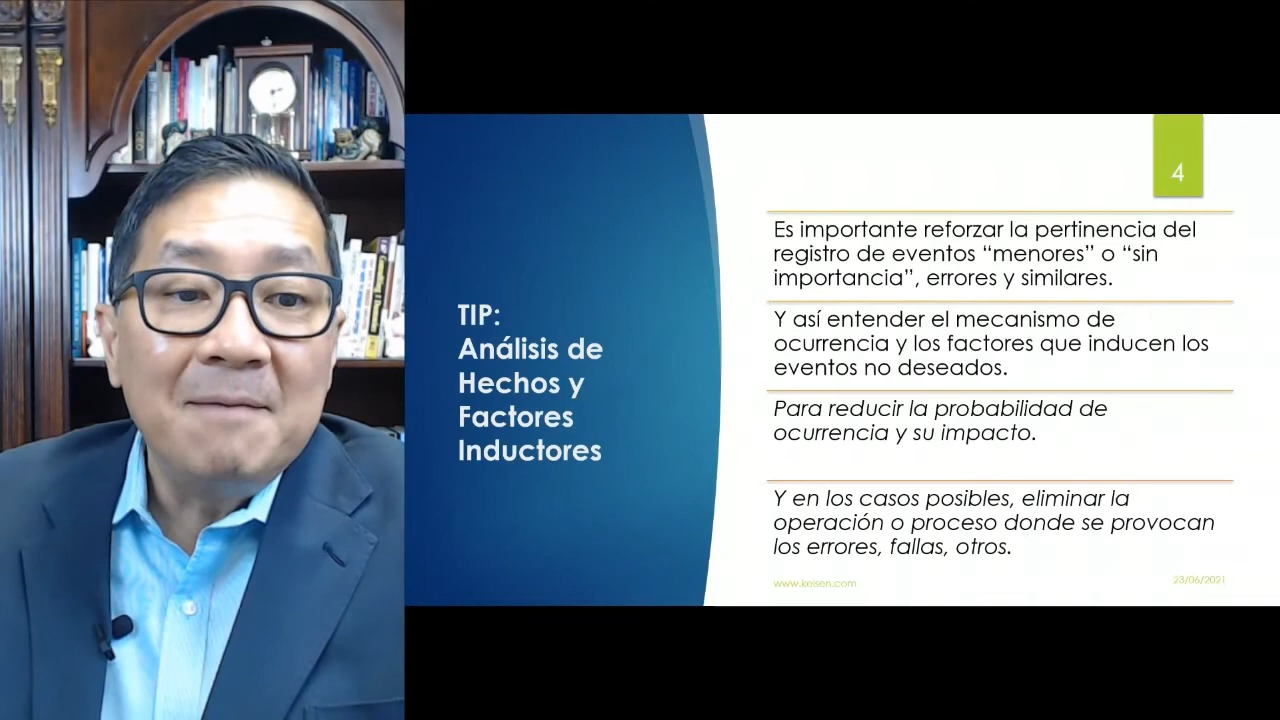 4
TIP:
Análisis de
Hechos y
Factores
Inductores
Es importante reforzar la pertinencia del
registro de eventos “menores” o “sin
importancia”, errores y similares.
Y así entender el mecanismo de
ocurrencia y los factores que inducen los
eventos no deseados.
Para reducir la probabilidad de
ocurrencia y su impacto.
Y en los casos posibles, eliminar la
operación o proceso donde se provocan
los errores, fallas, otros.
www.keisen.com
23/06/2021